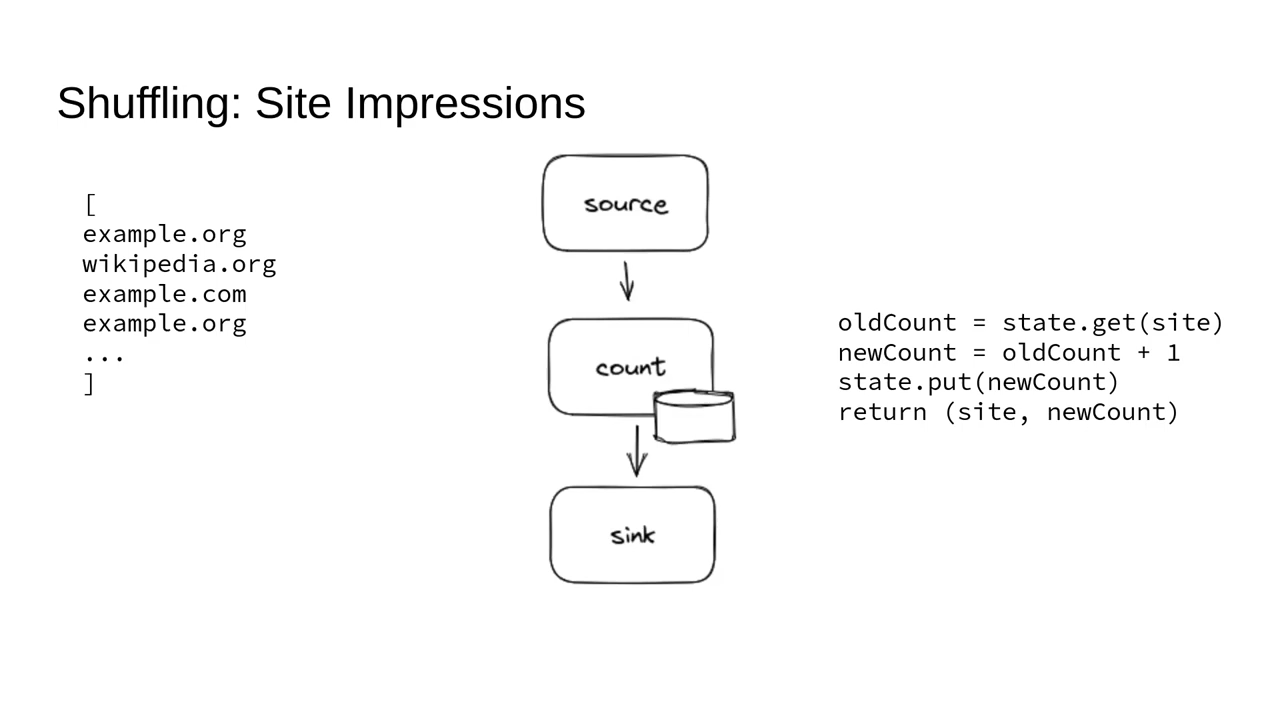 Shuffling: Site Impressions
[
example.org
wikipedia.org
example.com
example.org
...
]
source
count
sink
oldCount = state.get(site)
newCount = oldCount + 1
state.put(newCount)
return (site, newCount)